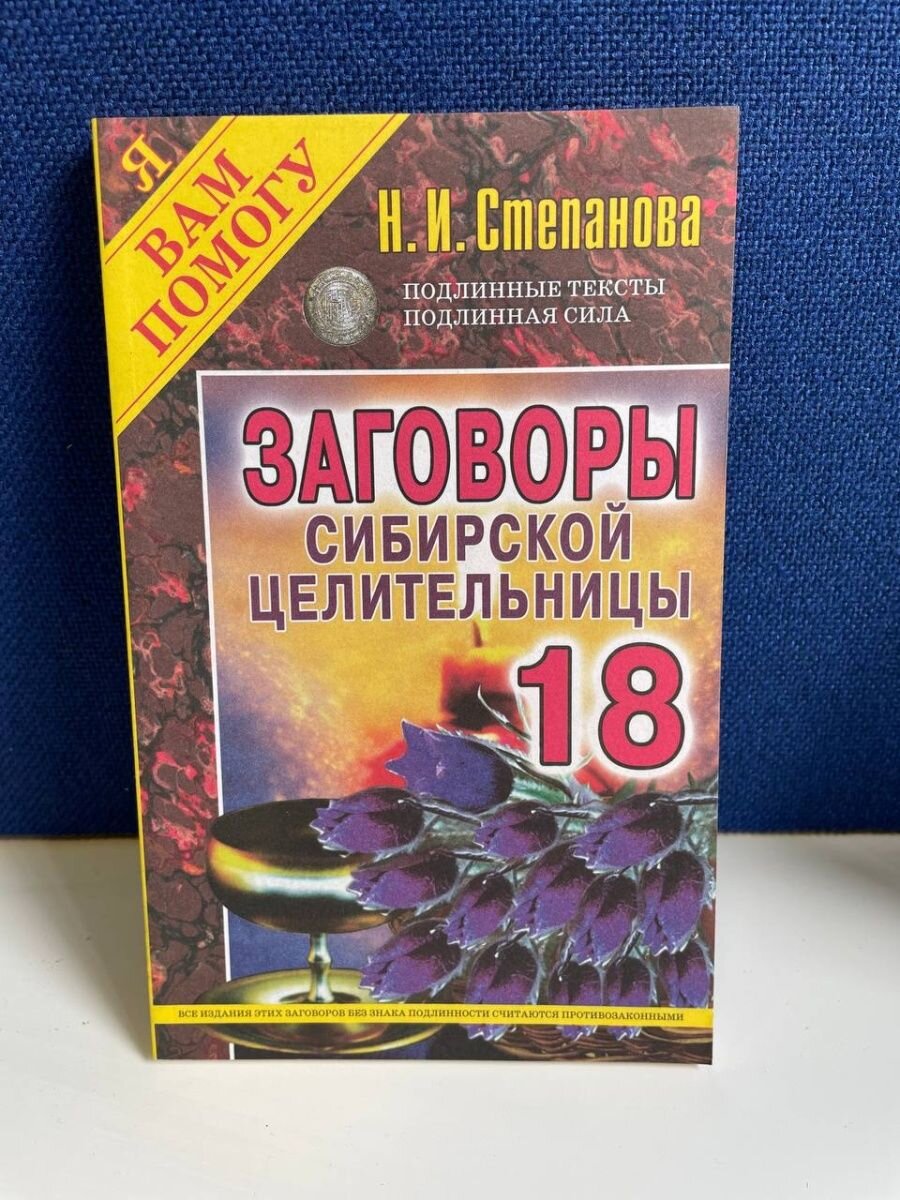 Я
ВАМ
ПОМОГУ
Н. И. Степанова
ПОДЛИННЫЕ ТЕКСТЫ
ПОДЛИННАЯ СИЛА
ЗАГОВОРЫ
СИБИРСКОЙ
ЦЕЛИТЕЛЬНИЦЫ
18
ВСЕ ИЗДАНИЯ ЭТИХ ЗАГОВОРОВ БЕЗ ЗНАКА ПОДЛИННОСТИ СЧИТАЮТСЯ ПРОТИВОЗАКОННЫМИ